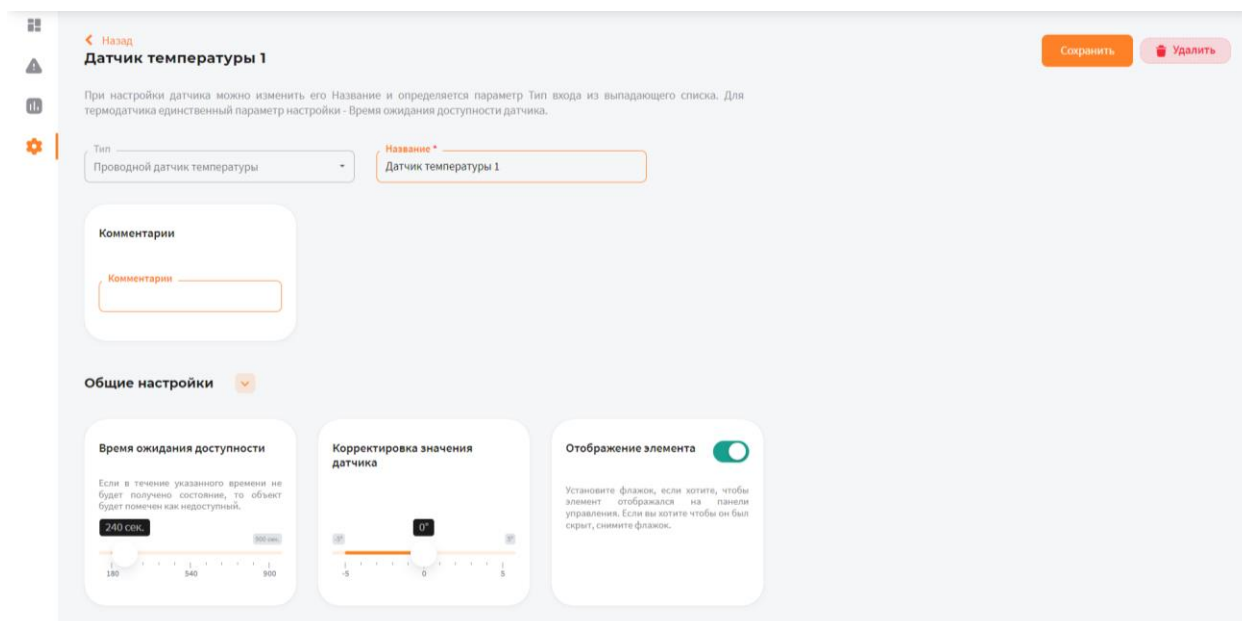 Назад
Датчик температуры 1
Сохранить
Удалить
При настройки датчика можно изменить его Название и определяется параметр Тип входа из выпадающего списка. Для
термодатчика единственный параметр настройки - Время ожидания доступности датчика.
Тип
Проводной датчик температуры
Название *
Датчик температуры 1
Комментарии
Комментарии
Общие настройки
Время ожидания доступности
Если в течение указанного времени не
будет получено состояние, то объект
будет помечен как недоступный.
240 сек.
900 сек.
180 540 900
Корректировка значения
датчика
0°
-5°
5°
-5 0 5
Отображение элемента
Установите флажок, если хотите, чтобы
элемент отображался на панели
управления. Если вы хотите чтобы он был
скрыт, снимите флажок.